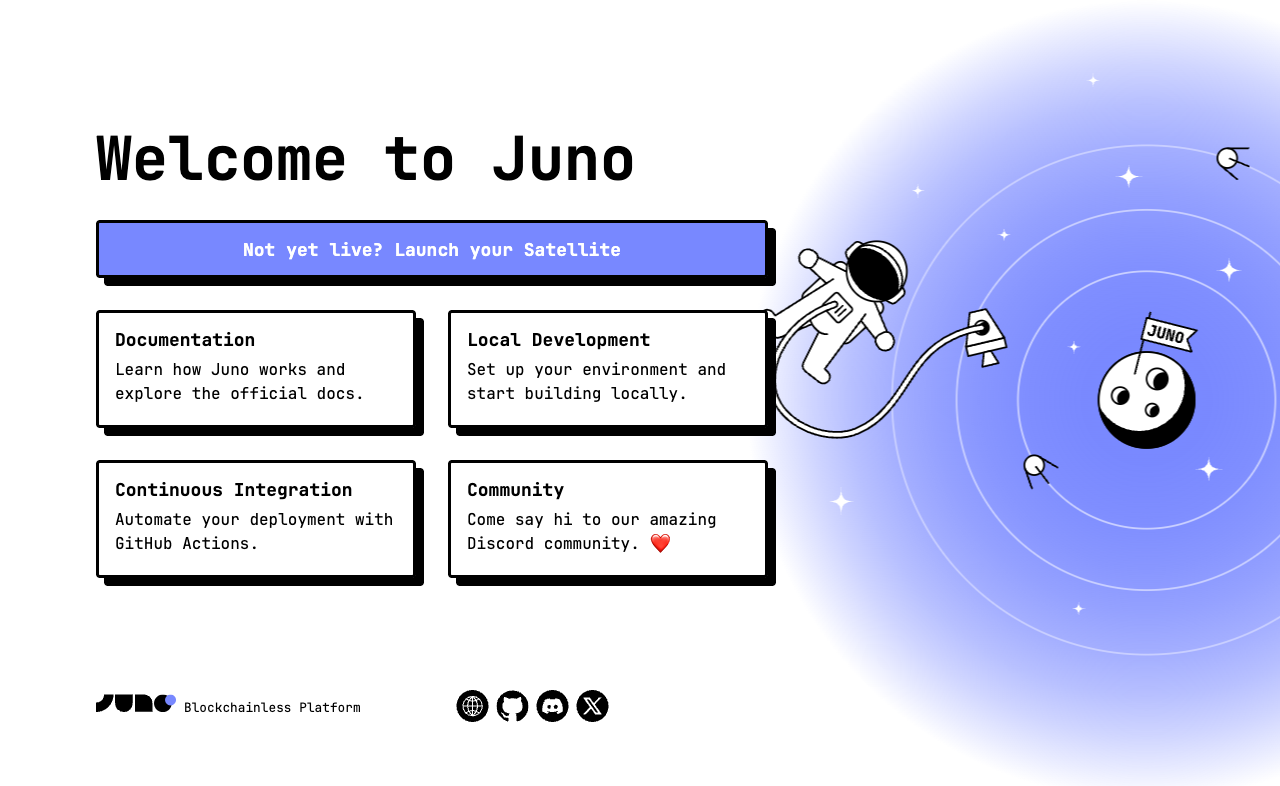 Welcome to Juno
Not yet live? Launch your Satellite
Documentation
Learn how Juno works and
explore the official docs.
Local Development
Set up your environment and
start building locally.
Continuous Integration
Automate your deployment with
GitHub Actions.
Community
Come say hi to our amazing
Discord community. ❤️
JUNO
JUNO Blockchainless Platform